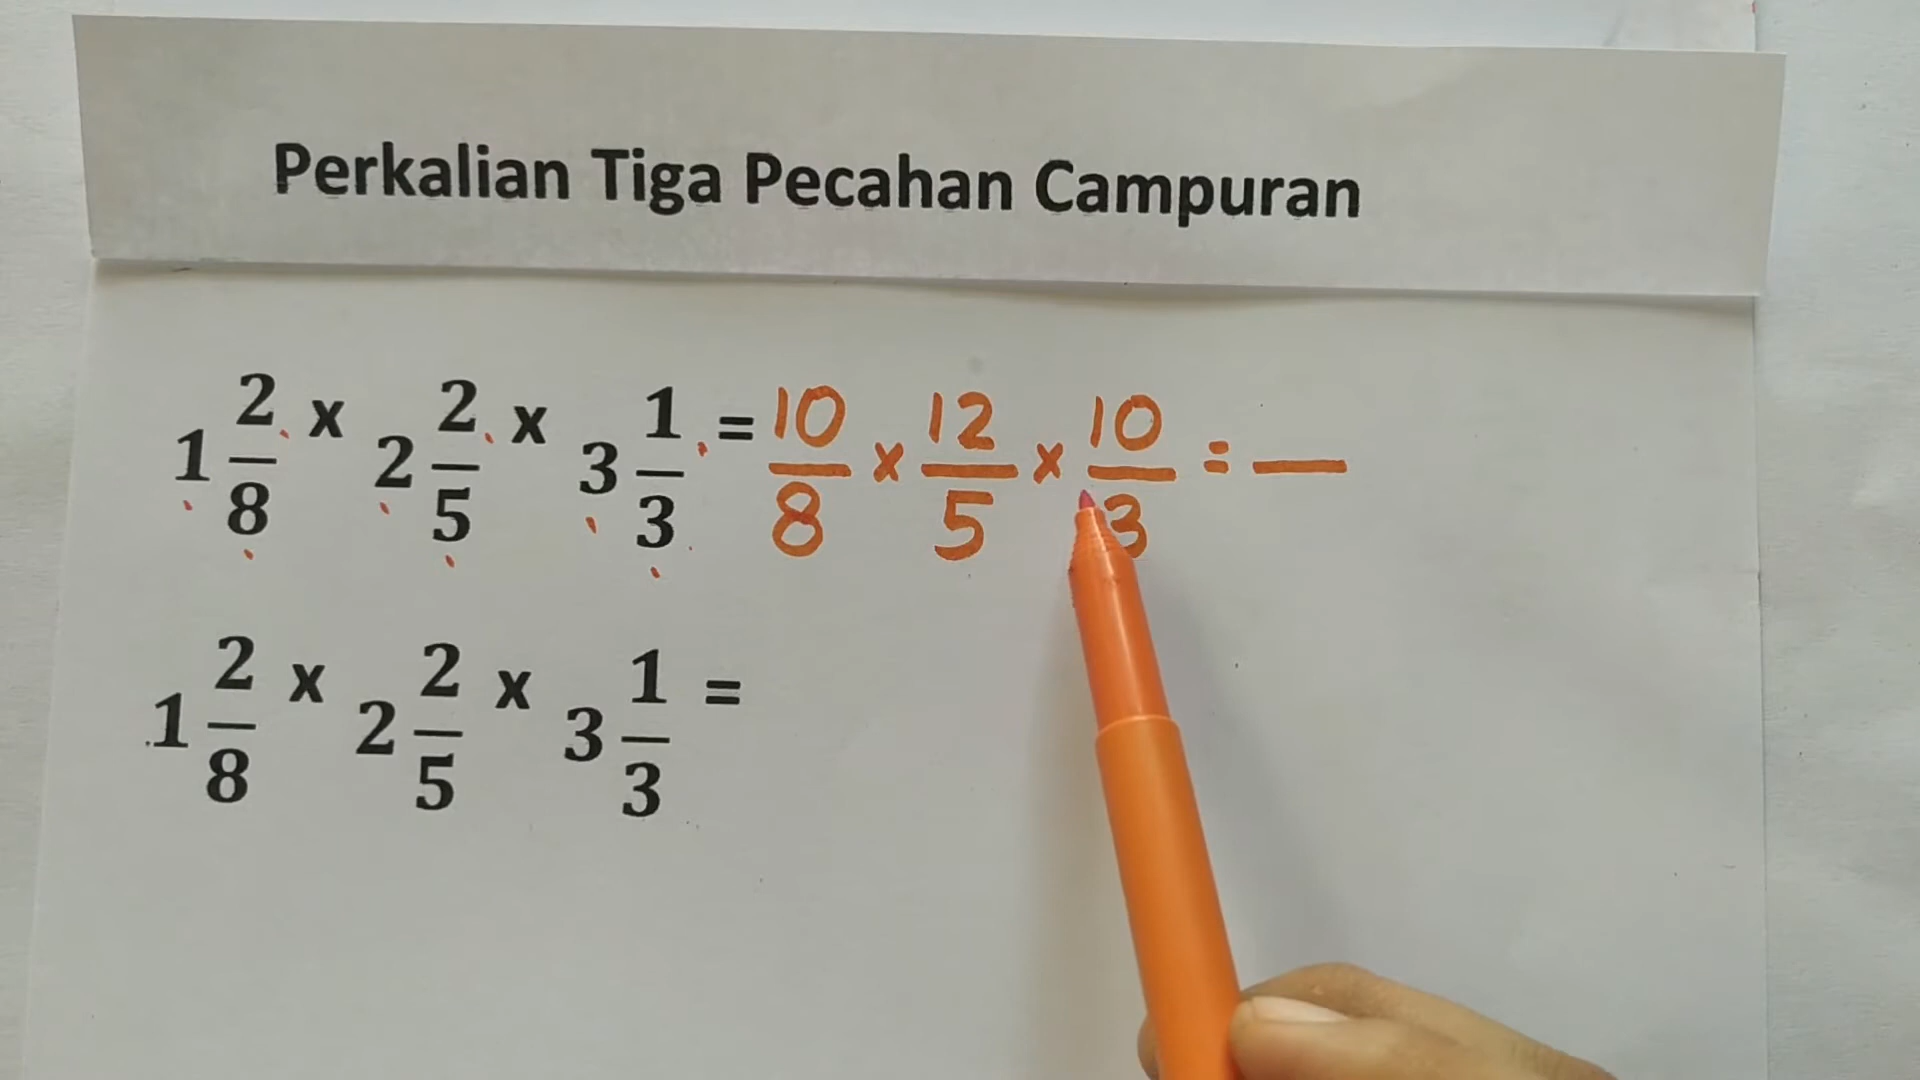 Perkalian Tiga Pecahan Campuran
1 2/8 x 2 2/5 x 3 1/3 = 10/8 x 12/5 x 10/3 =
1 2/8 x 2 2/5 x 3 1/3 =